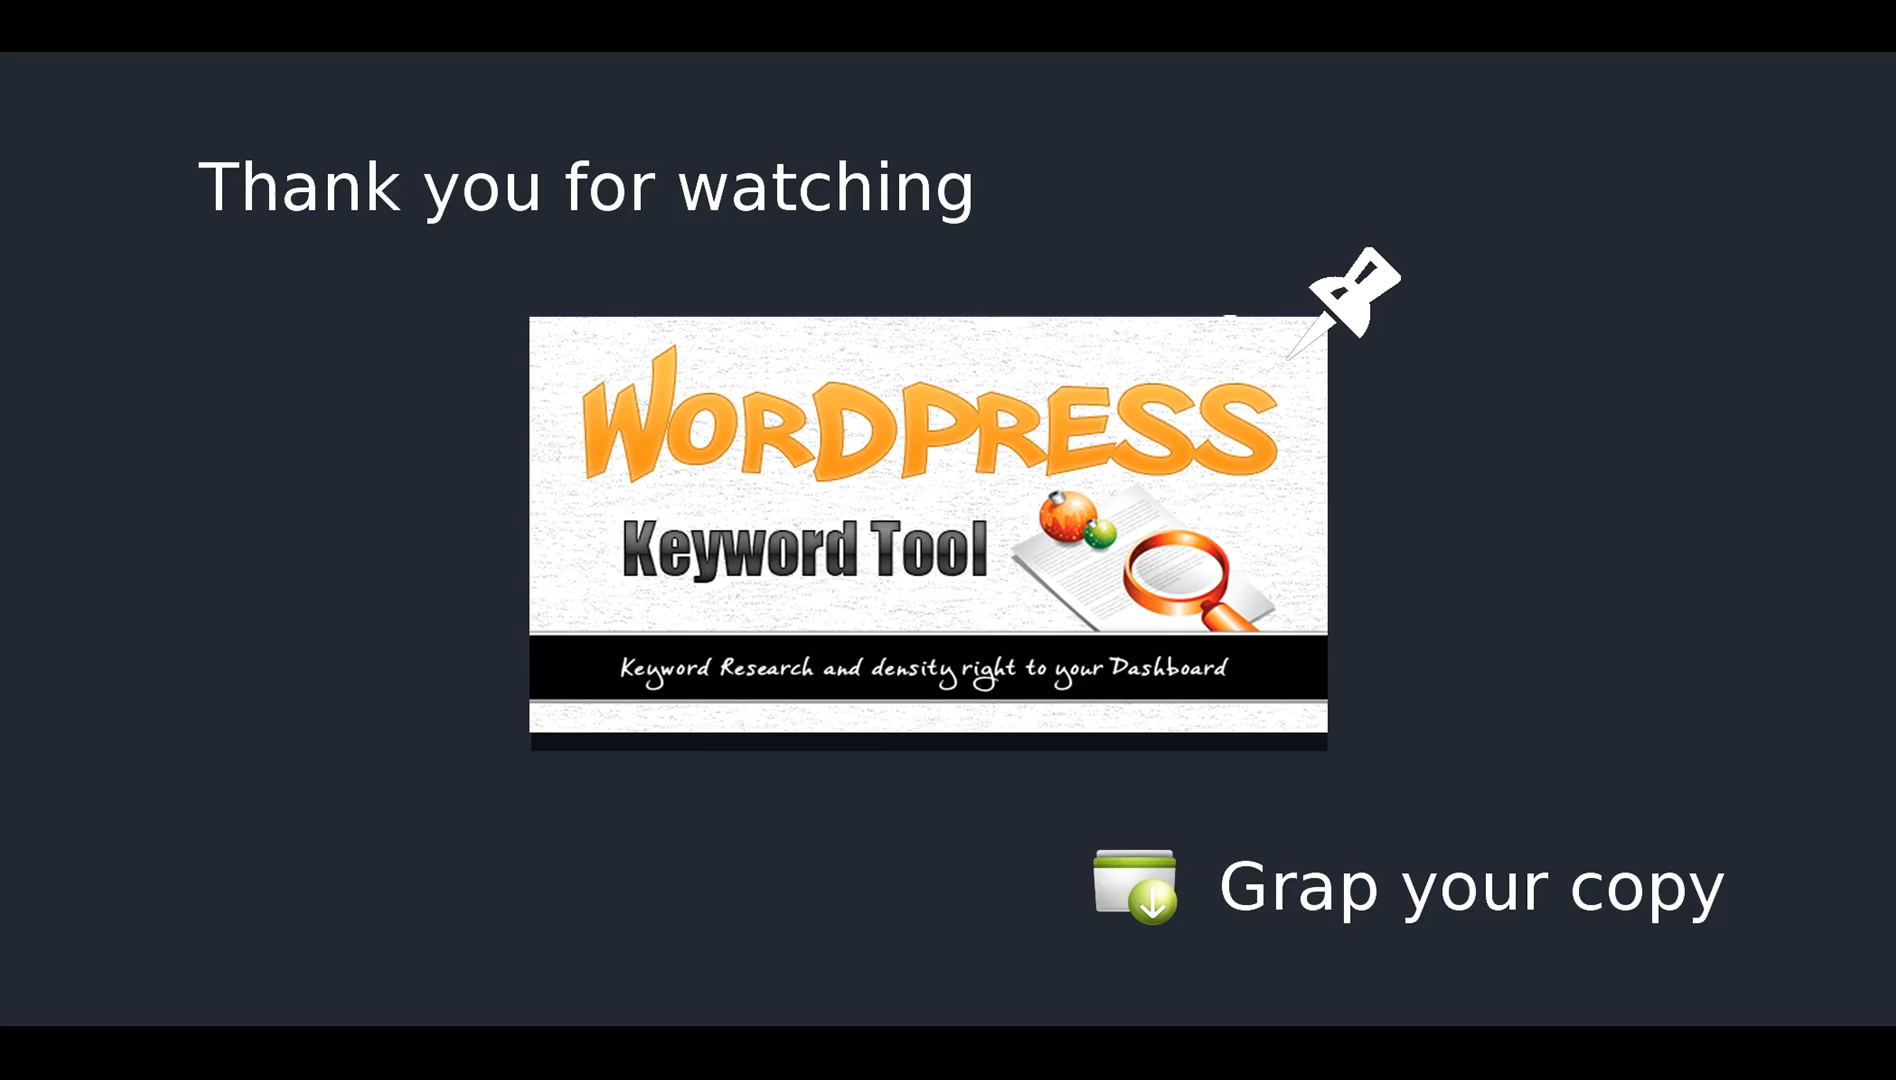 Thank you for watching
WORDPRESS
Keyword Tool
Keyword Research and density right to your Dashboard
Grap your copy